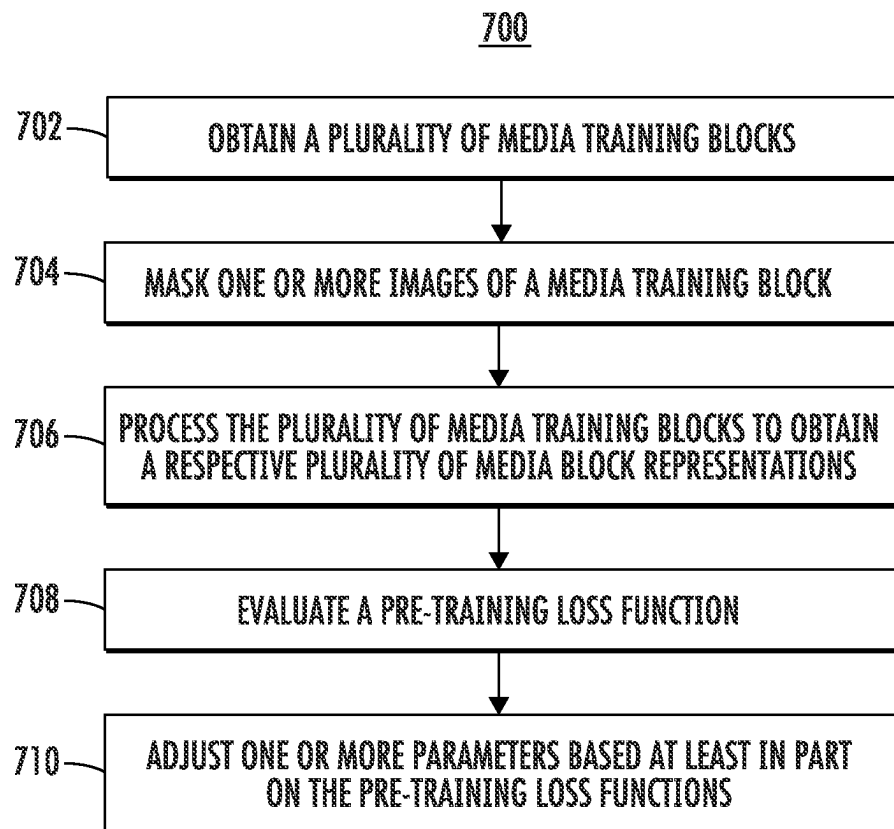 700
702
OBTAIN A PLURALITY OF MEDIA TRAINING BLOCKS
704
MASK ONE OR MORE IMAGES OF A MEDIA TRAINING BLOCK
706
PROCESS THE PLURALITY OF MEDIA TRAINING BLOCKS TO OBTAIN
A RESPECTIVE PLURALITY OF MEDIA BLOCK REPRESENTATIONS
708
EVALUATE A PRE-TRAINING LOSS FUNCTION
710
ADJUST ONE OR MORE PARAMETERS BASED AT LEAST IN PART
ON THE PRE-TRAINING LOSS FUNCTIONS